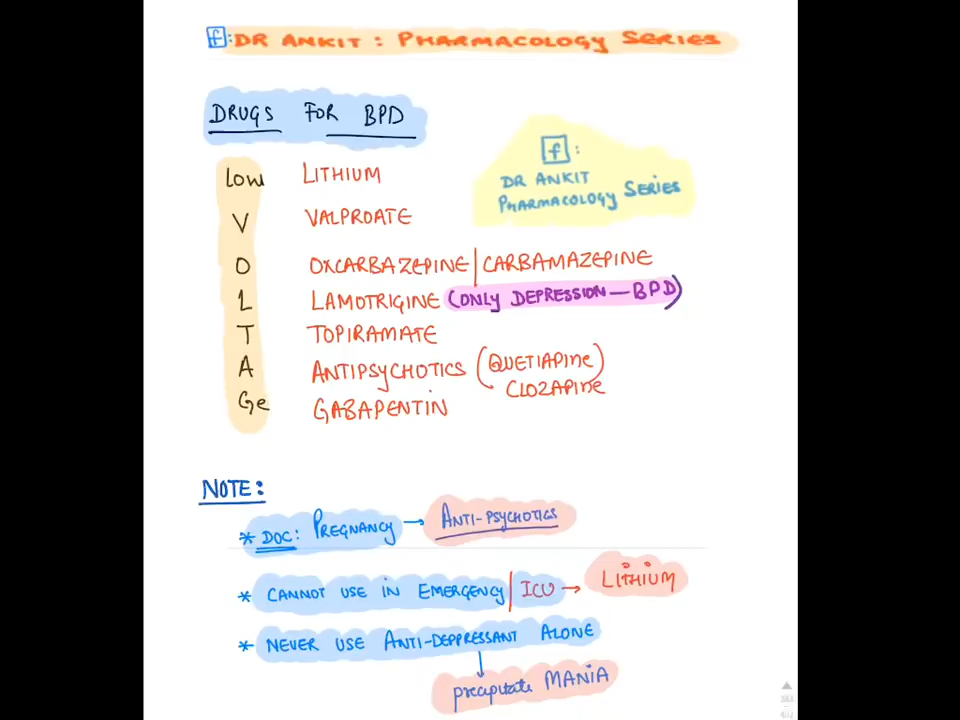 f: DR ANKIT : PHARMACOLOGY SERIES
DRUGS FOR BPD
f :
DR ANKIT
PHARMACOLOGY SERIES
LOW LITHIUM
V VALPROATE
O OXCARBAZEPINE | CARBAMAZEPINE
L LAMOTRIGINE (ONLY DEPRESSION — BPD)
T TOPIRAMATE
A ANTIPSYCHOTICS (QUETIAPINE)
CLOZAPINE
Ge GABAPENTIN
NOTE:
* DOC: PREGNANCY → ANTI-PSYCHOTICS
* CANNOT USE IN EMERGENCY | ICU → LITHIUM
* NEVER USE ANTI-DEPPRESSANT ALONE
↓
precapitate MANIA